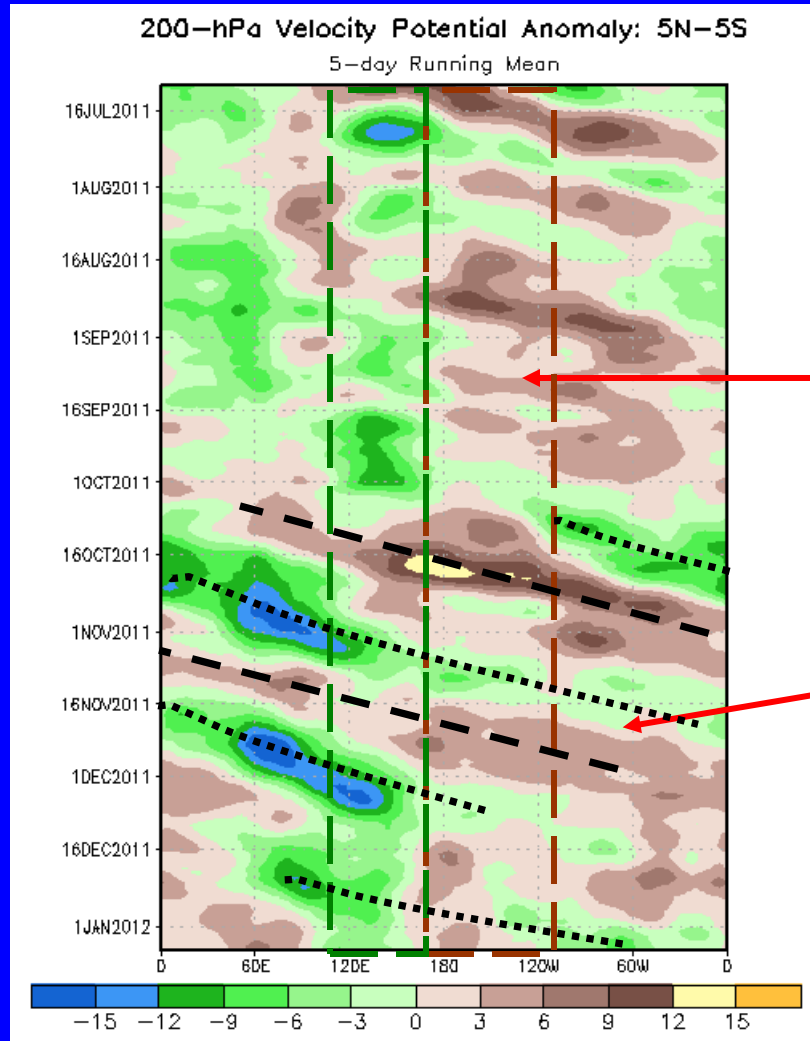 200-hPa Velocity Potential Anomaly: 5N-5S
5-day Running Mean
16JUL2011
1AUG2011
16AUG2011
1SEP2011
16SEP2011
1OCT2011
16OCT2011
1NOV2011
16NOV2011
1DEC2011
16DEC2011
1JAN2012
0 60E 120E 180 120W 60W 0
-15 -12 -9 -6 -3 0 3 6 9 12 15